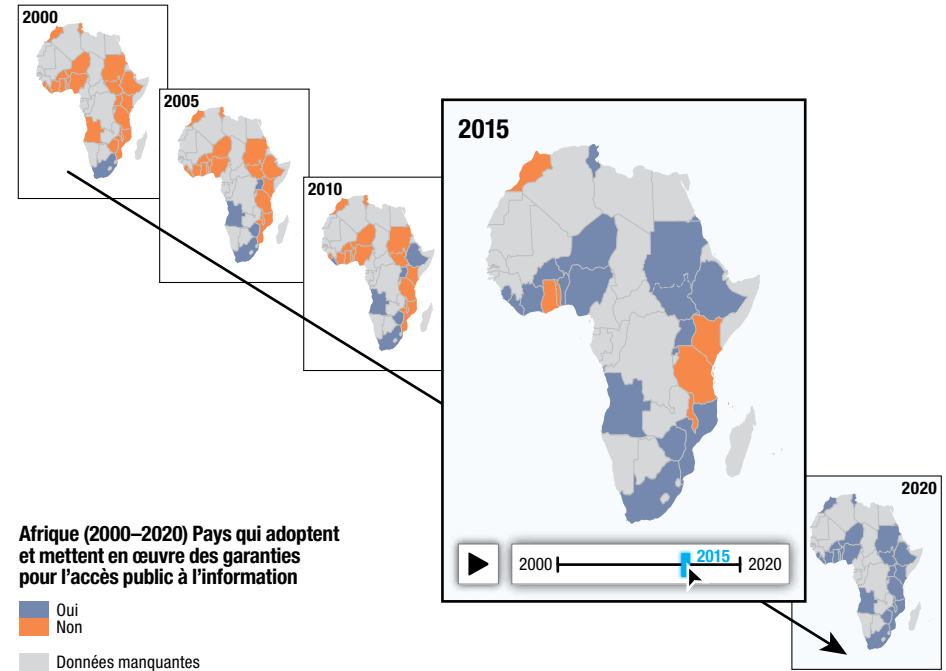 2000
2005
2010
2015
2000
2015
2020
2020
Afrique (2000–2020) Pays qui adoptent
et mettent en œuvre des garanties
pour l'accès public à l'information
Oui
Non
Données manquantes